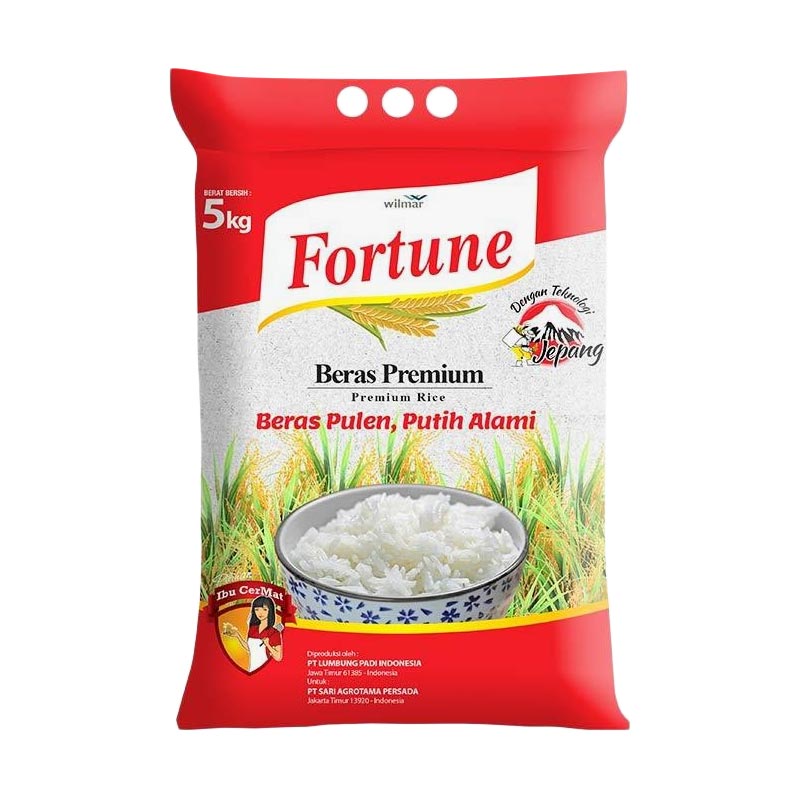 wilmar
BERAT BERSIH :
5kg
Fortune
Dengan Teknologi
Jepang
Beras Premium
Premium Rice
Beras Pulen, Putih Alami
Ibu CerMat
Diproduksi oleh :
PT LUMBUNG PADI INDONESIA
Jawa Timur 61385 - Indonesia
Untuk :
PT SARI AGROTAMA PERSADA
Jakarta Timur 13920 - Indonesia